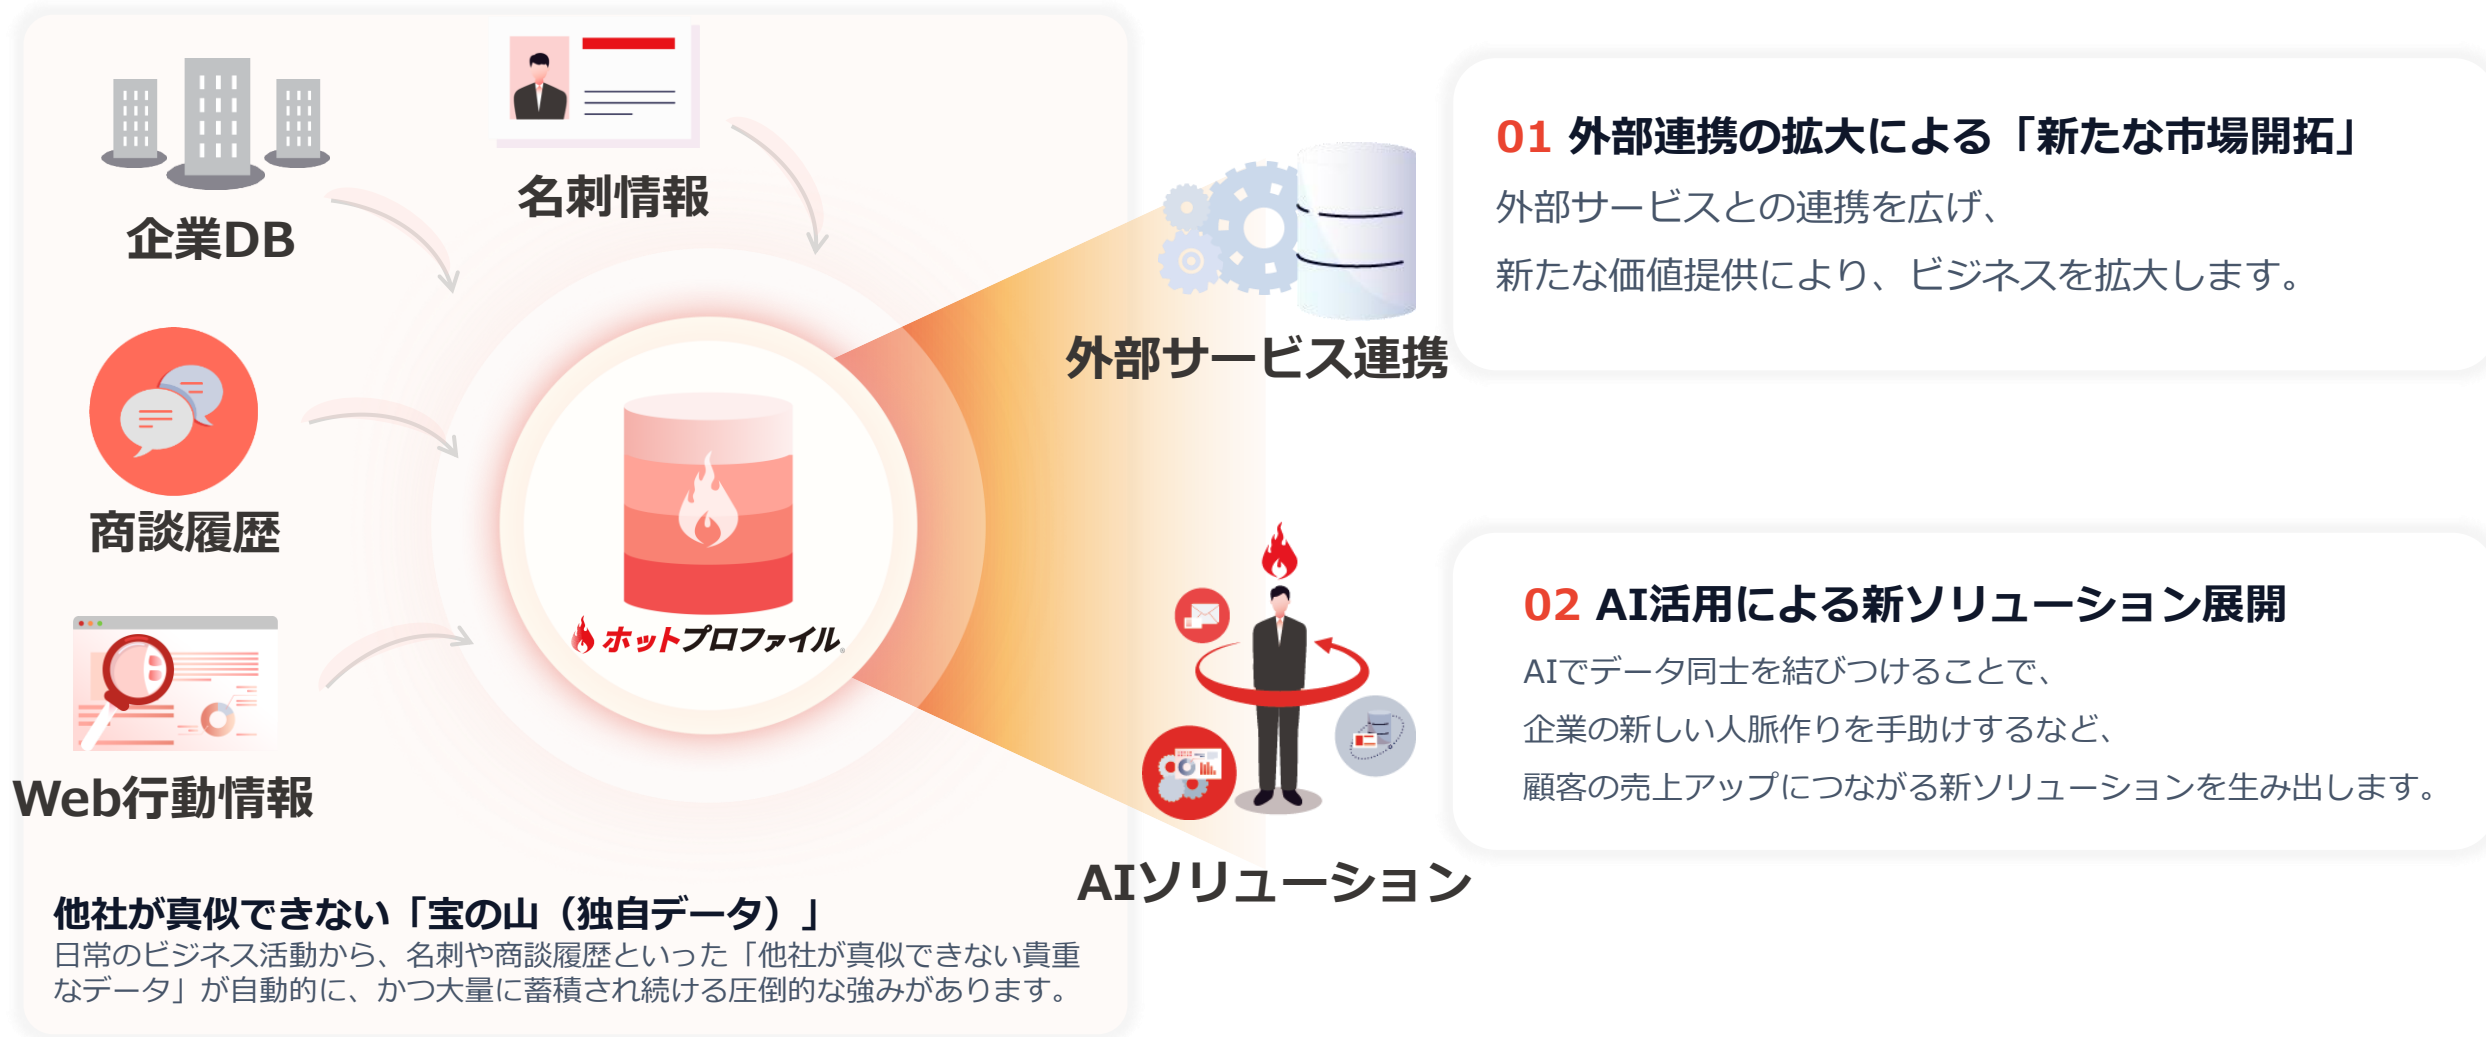 企業DB
名刺情報
商談履歴
Web行動情報
ホットプロファイル
他社が真似できない「宝の山（独自データ）」
日常のビジネス活動から、名刺や商談履歴といった「他社が真似できない貴重
なデータ」が自動的に、かつ大量に蓄積され続ける圧倒的な強みがあります。
外部サービス連携
01 外部連携の拡大による「新たな市場開拓」
外部サービスとの連携を広げ、
新たな価値提供により、ビジネスを拡大します。
AIソリューション
02 AI活用による新ソリューション展開
AIでデータ同士を結びつけることで、
企業の新しい人脈作りを手助けするなど、
顧客の売上アップにつながる新ソリューションを生み出します。